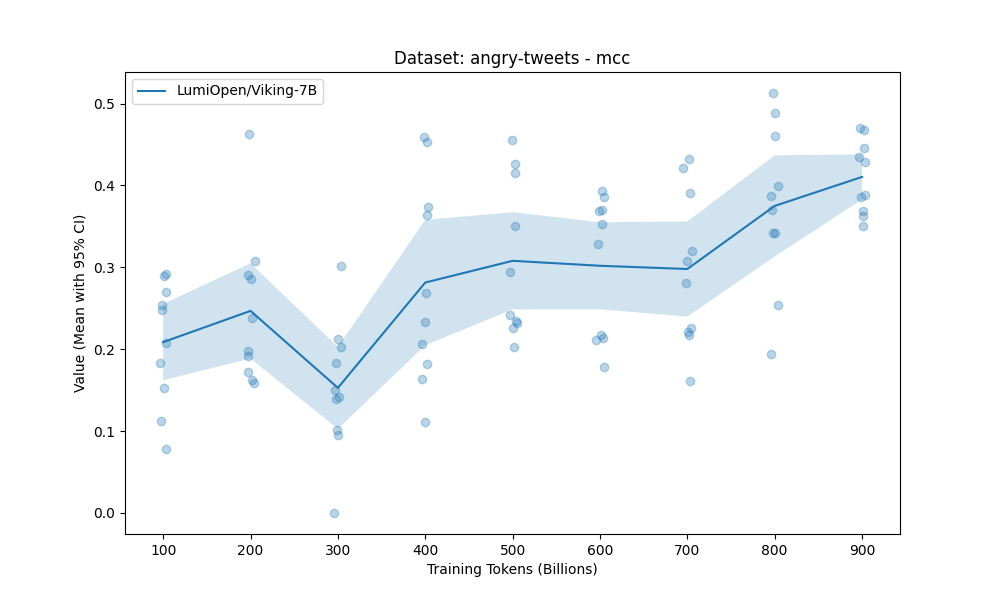 Dataset: angry-tweets - mcc
LumiOpen/Viking-7B
Value (Mean with 95% CI)
0.5
0.4
0.3
0.2
0.1
0.0
100 200 300 400 500 600 700 800 900
Training Tokens (Billions)